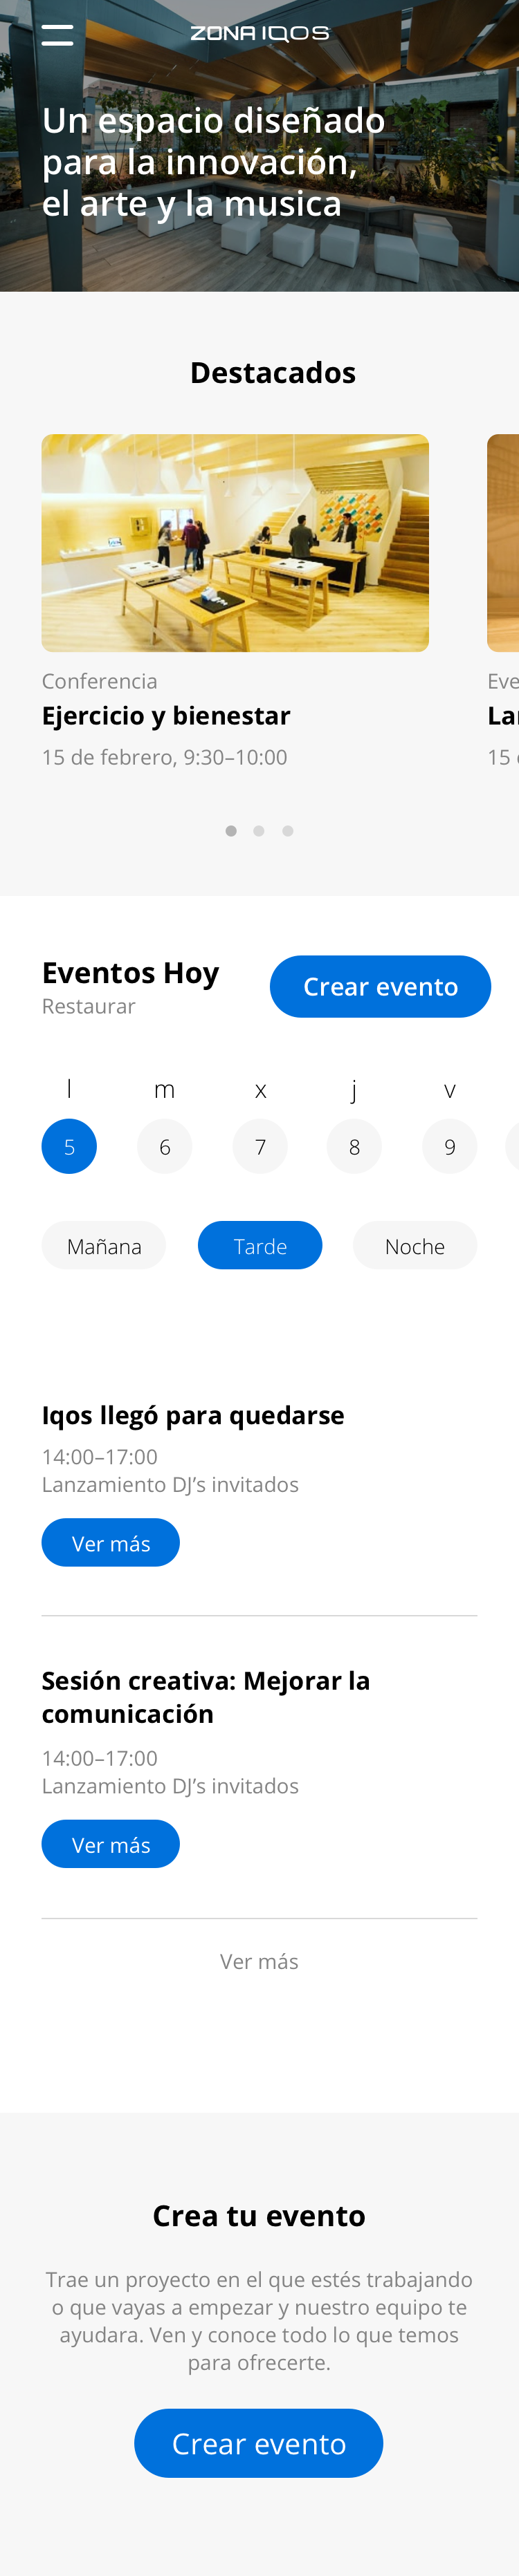 ZONA IQOS
Un espacio diseñado
para la innovación,
el arte y la musica
Destacados
Conferencia
Ejercicio y bienestar
15 de febrero, 9:30–10:00
Eve
La
15
Eventos Hoy
Restaurar
Crear evento
l m x j v
5 6 7 8 9
Mañana Tarde Noche
Iqos llegó para quedarse
14:00–17:00
Lanzamiento DJ’s invitados
Ver más
Sesión creativa: Mejorar la
comunicación
14:00–17:00
Lanzamiento DJ’s invitados
Ver más
Ver más
Crea tu evento
Trae un proyecto en el que estés trabajando
o que vayas a empezar y nuestro equipo te
ayudara. Ven y conoce todo lo que temos
para ofrecerte.
Crear evento